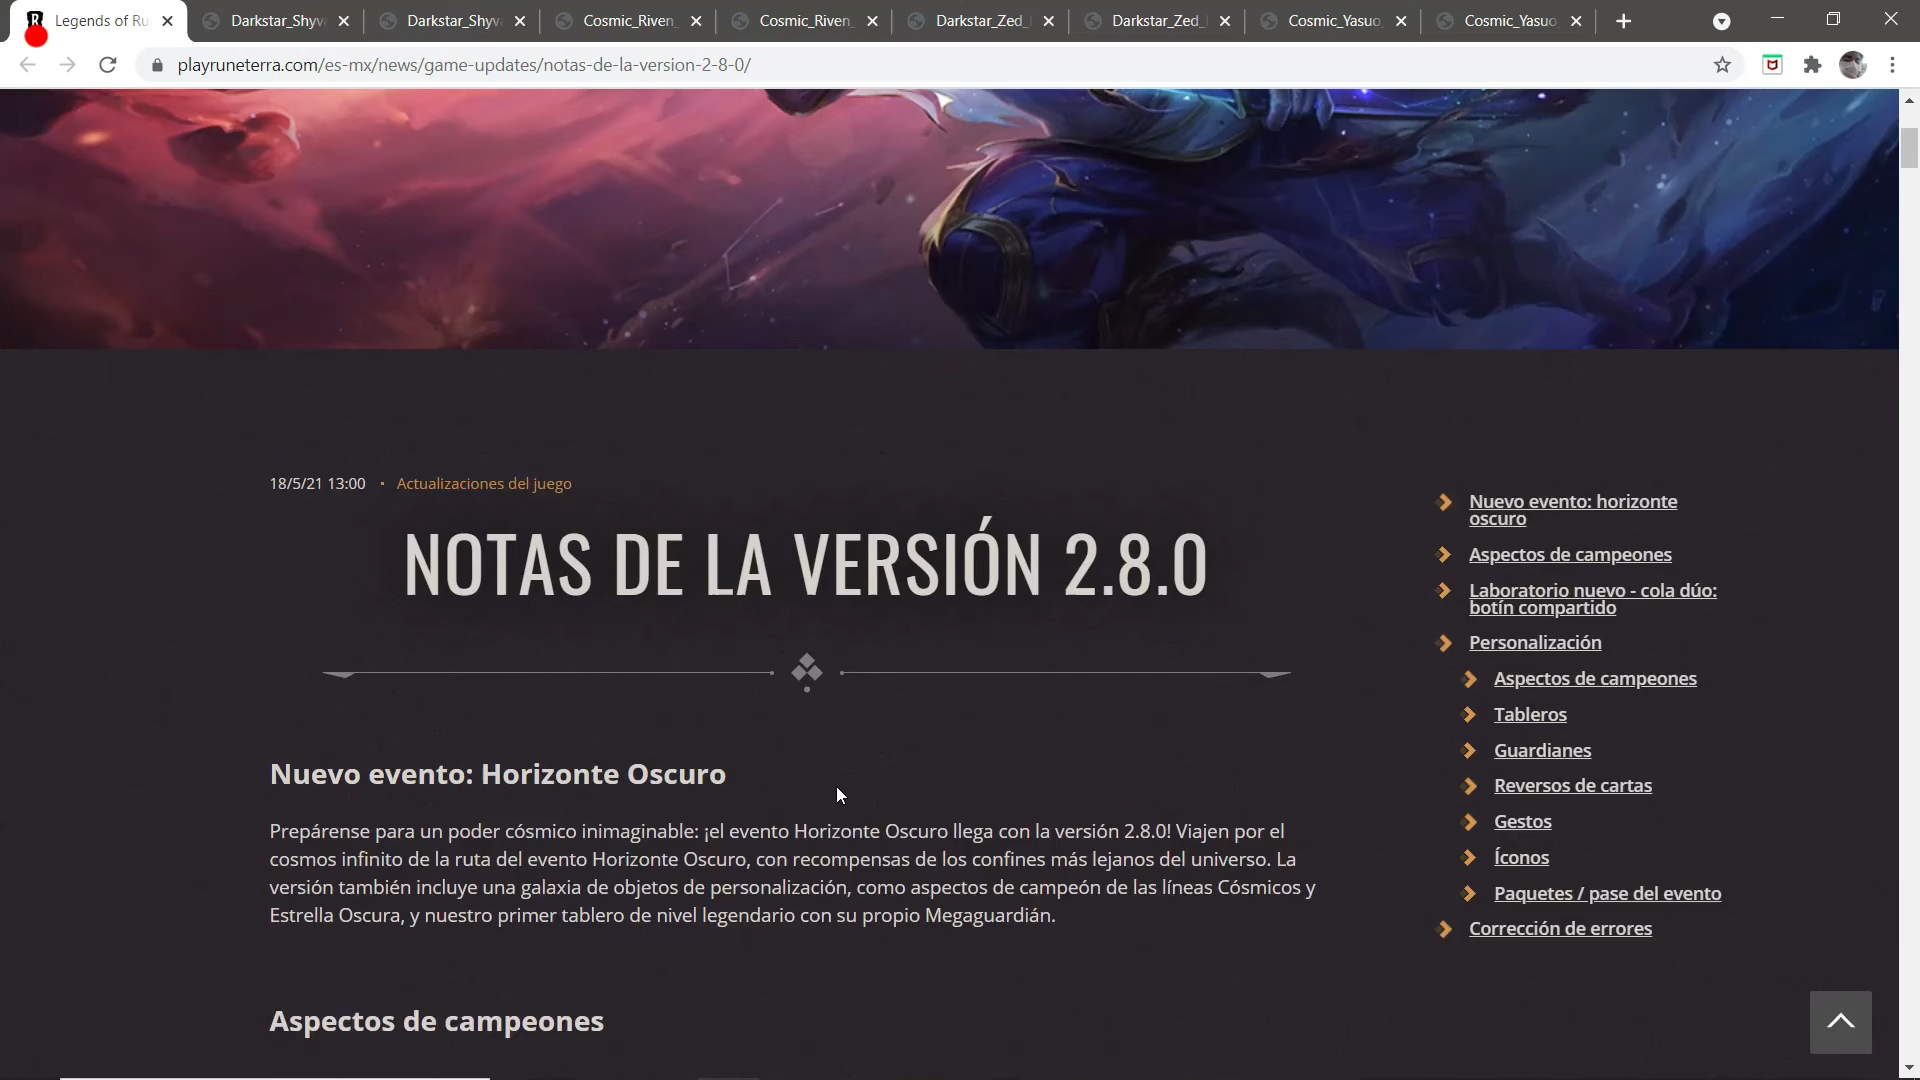 Legends of Ru
Darkstar_Shyv
Darkstar_Shyv
Cosmic_Riven_
Cosmic_Riven_
Darkstar_Zed_
Darkstar_Zed_
Cosmic_Yasuo_
Cosmic_Yasuo_
playruneterra.com/es-mx/news/game-updates/notas-de-la-version-2-8-0/
18/5/21 13:00 • Actualizaciones del juego
NOTAS DE LA VERSIÓN 2.8.0
Nuevo evento: Horizonte Oscuro
Prepárense para un poder cósmico inimaginable: ¡el evento Horizonte Oscuro llega con la versión 2.8.0! Viajen por el
cosmos infinito de la ruta del evento Horizonte Oscuro, con recompensas de los confines más lejanos del universo. La
versión también incluye una galaxia de objetos de personalización, como aspectos de campeón de las líneas Cósmicos y
Estrella Oscura, y nuestro primer tablero de nivel legendario con su propio Megaguardián.
Aspectos de campeones
Nuevo evento: horizonte
oscuro
Aspectos de campeones
Laboratorio nuevo - cola dúo:
botín compartido
Personalización
Aspectos de campeones
Tableros
Guardianes
Reversos de cartas
Gestos
Íconos
Paquetes / pase del evento
Corrección de errores